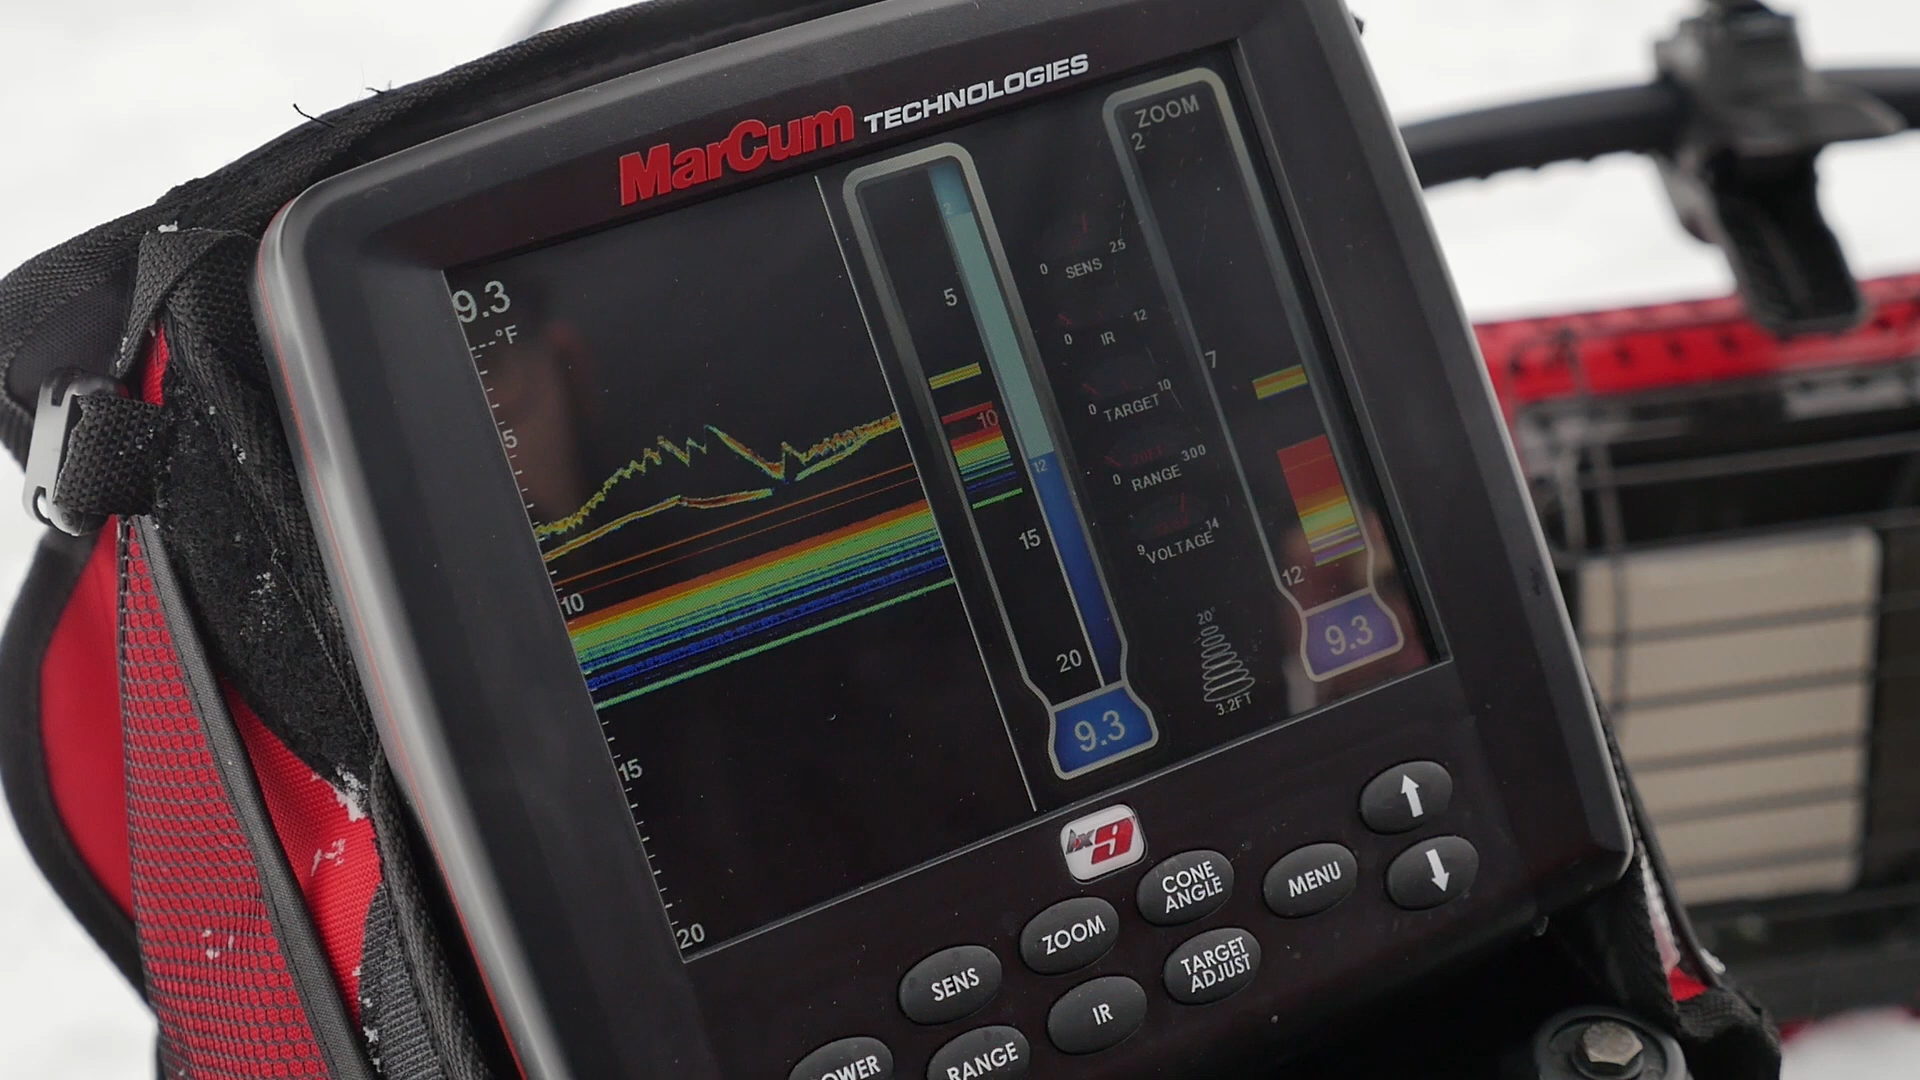 MarCum TECHNOLOGIES
9.3
---°F
5
10
15
20
2
5
10
12
15
20
9.3
0 SENS 25
0 IR 12
0 TARGET 10
0 RANGE 300
9 VOLTAGE 14
20°
3.2FT
ZOOM
2
7
12
9.3
lx9
SENS
ZOOM
CONE
ANGLE
MENU
RANGE
IR
TARGET
ADJUST